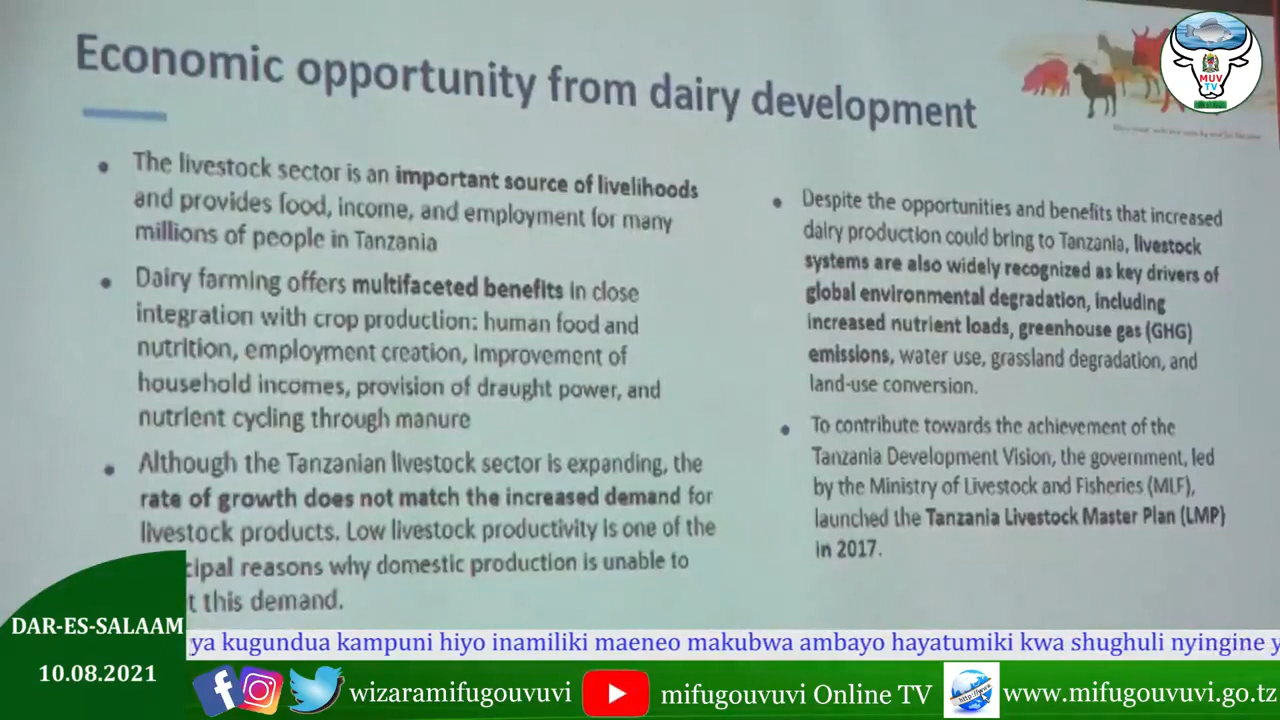 Economic opportunity from dairy development
MUV
TV
The livestock sector is an important source of livelihoods
and provides food, income, and employment for many
millions of people in Tanzania
Dairy farming offers multifaceted benefits in close
integration with crop production: human food and
nutrition, employment creation, improvement of
household incomes, provision of draught power, and
nutrient cycling through manure
Although the Tanzanian livestock sector is expanding, the
rate of growth does not match the increased demand for
livestock products. Low livestock productivity is one of the
cipal reasons why domestic production is unable to
t this demand.
Despite the opportunities and benefits that increased
dairy production could bring to Tanzania, livestock
systems are also widely recognized as key drivers of
global environmental degradation, including
increased nutrient loads, greenhouse gas (GHG)
emissions, water use, grassland degradation, and
land-use conversion.
To contribute towards the achievement of the
Tanzania Development Vision, the government, led
by the Ministry of Livestock and Fisheries (MLF),
launched the Tanzania Livestock Master Plan (LMP)
in 2017.
DAR-ES-SALAAM
10.08.2021
ya kugundua kampuni hiyo inamiliki maeneo makubwa ambayo hayatumiki kwa shughuli nyingine y
wizaramifugouvuvi
mifugouvuvi Online TV
www.mifugouvuvi.go.tz